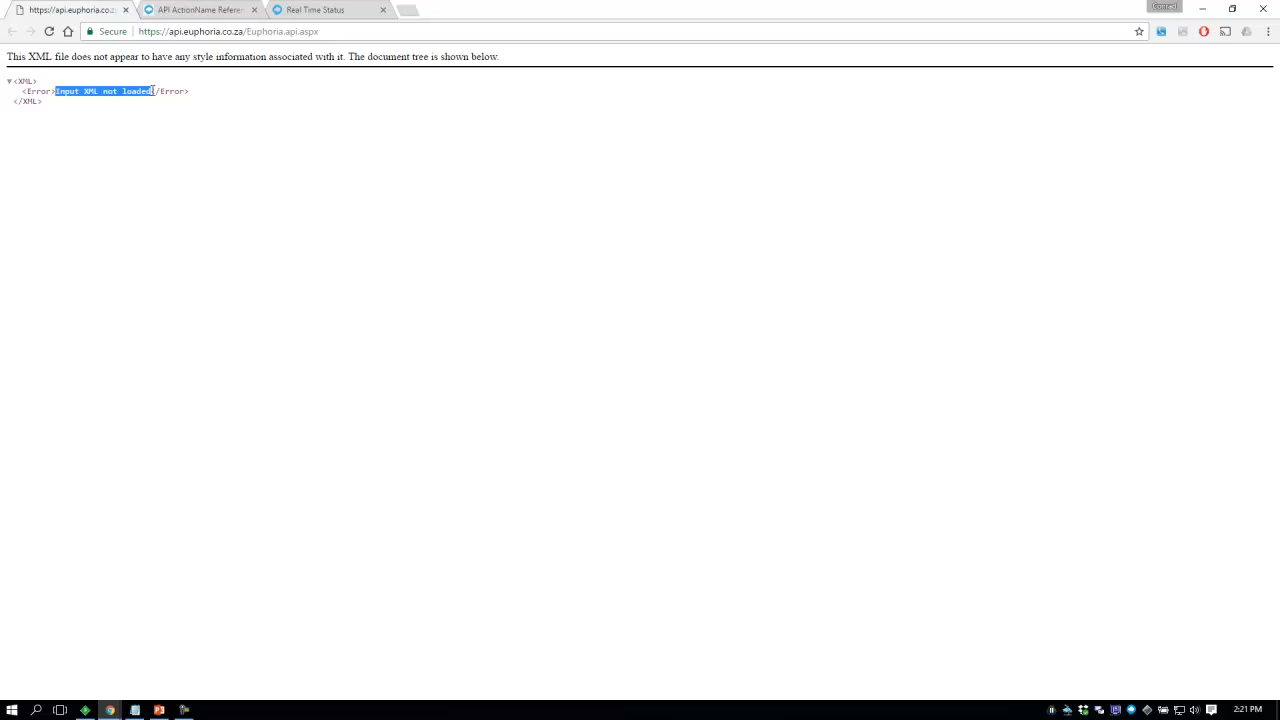 https://api.euphoria.co.z
API ActionName Referen
Real Time Status
Conrad
Secure
https://api.euphoria.co.za/Euphoria.api.aspx
This XML file does not appear to have any style information associated with it. The document tree is shown below.
<XML>
<Error>Input XML not loaded</Error>
</XML>
2:21 PM